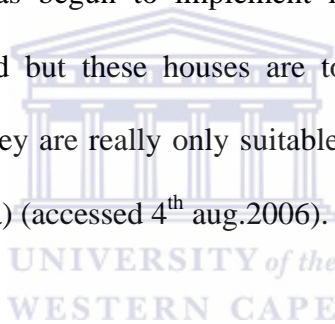 as begun to implement
d but these houses are to
ey are really only suitable
) (accessed 4th aug.2006).
UNIVERSITY of the
WESTERN CAPE